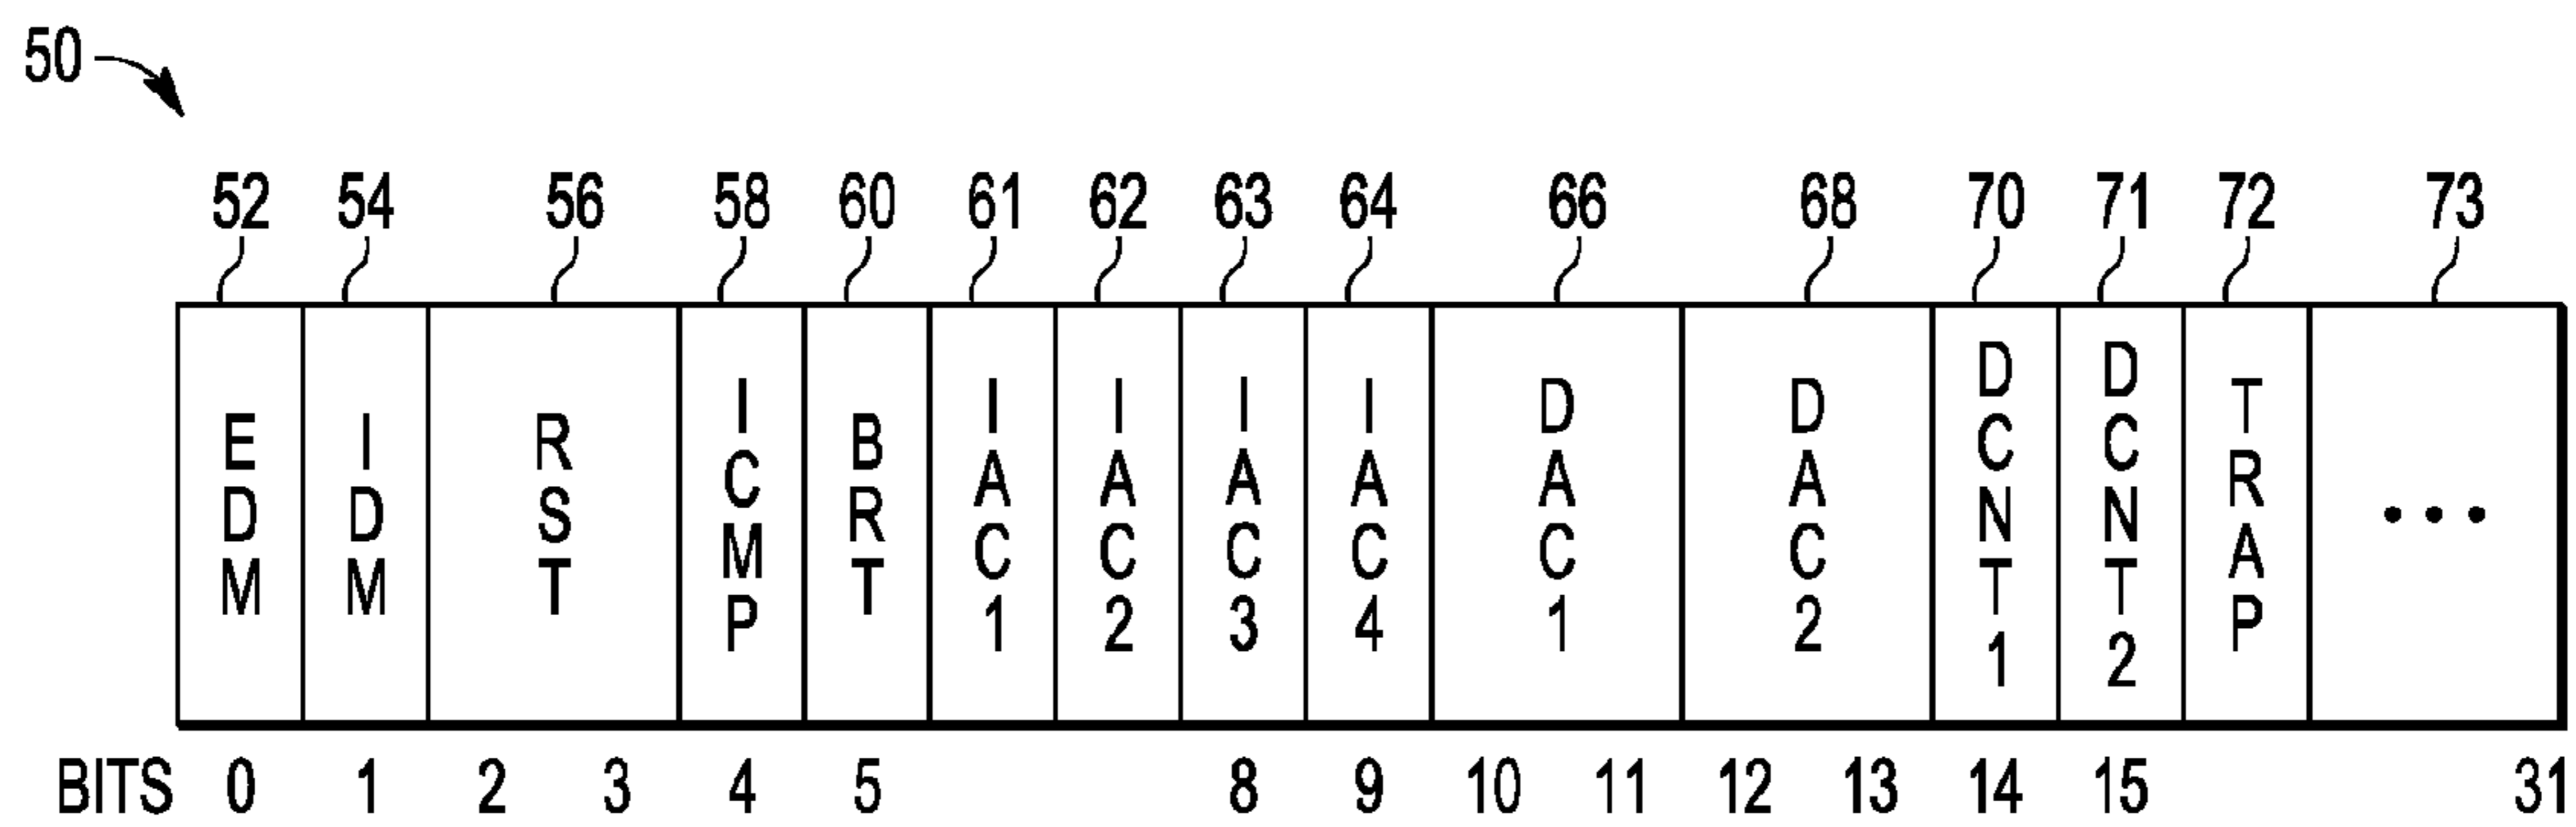 50
52 54 56 58 60 61 62 63 64 66 68 70 71 72 73
EDM IDM RST ICMP BRT IAC1 IAC2 IAC3 IAC4 DAC1 DAC2 DCNT1 DCNT2 TRAP •••
BITS 0 1 2 3 4 5 8 9 10 11 12 13 14 15 31